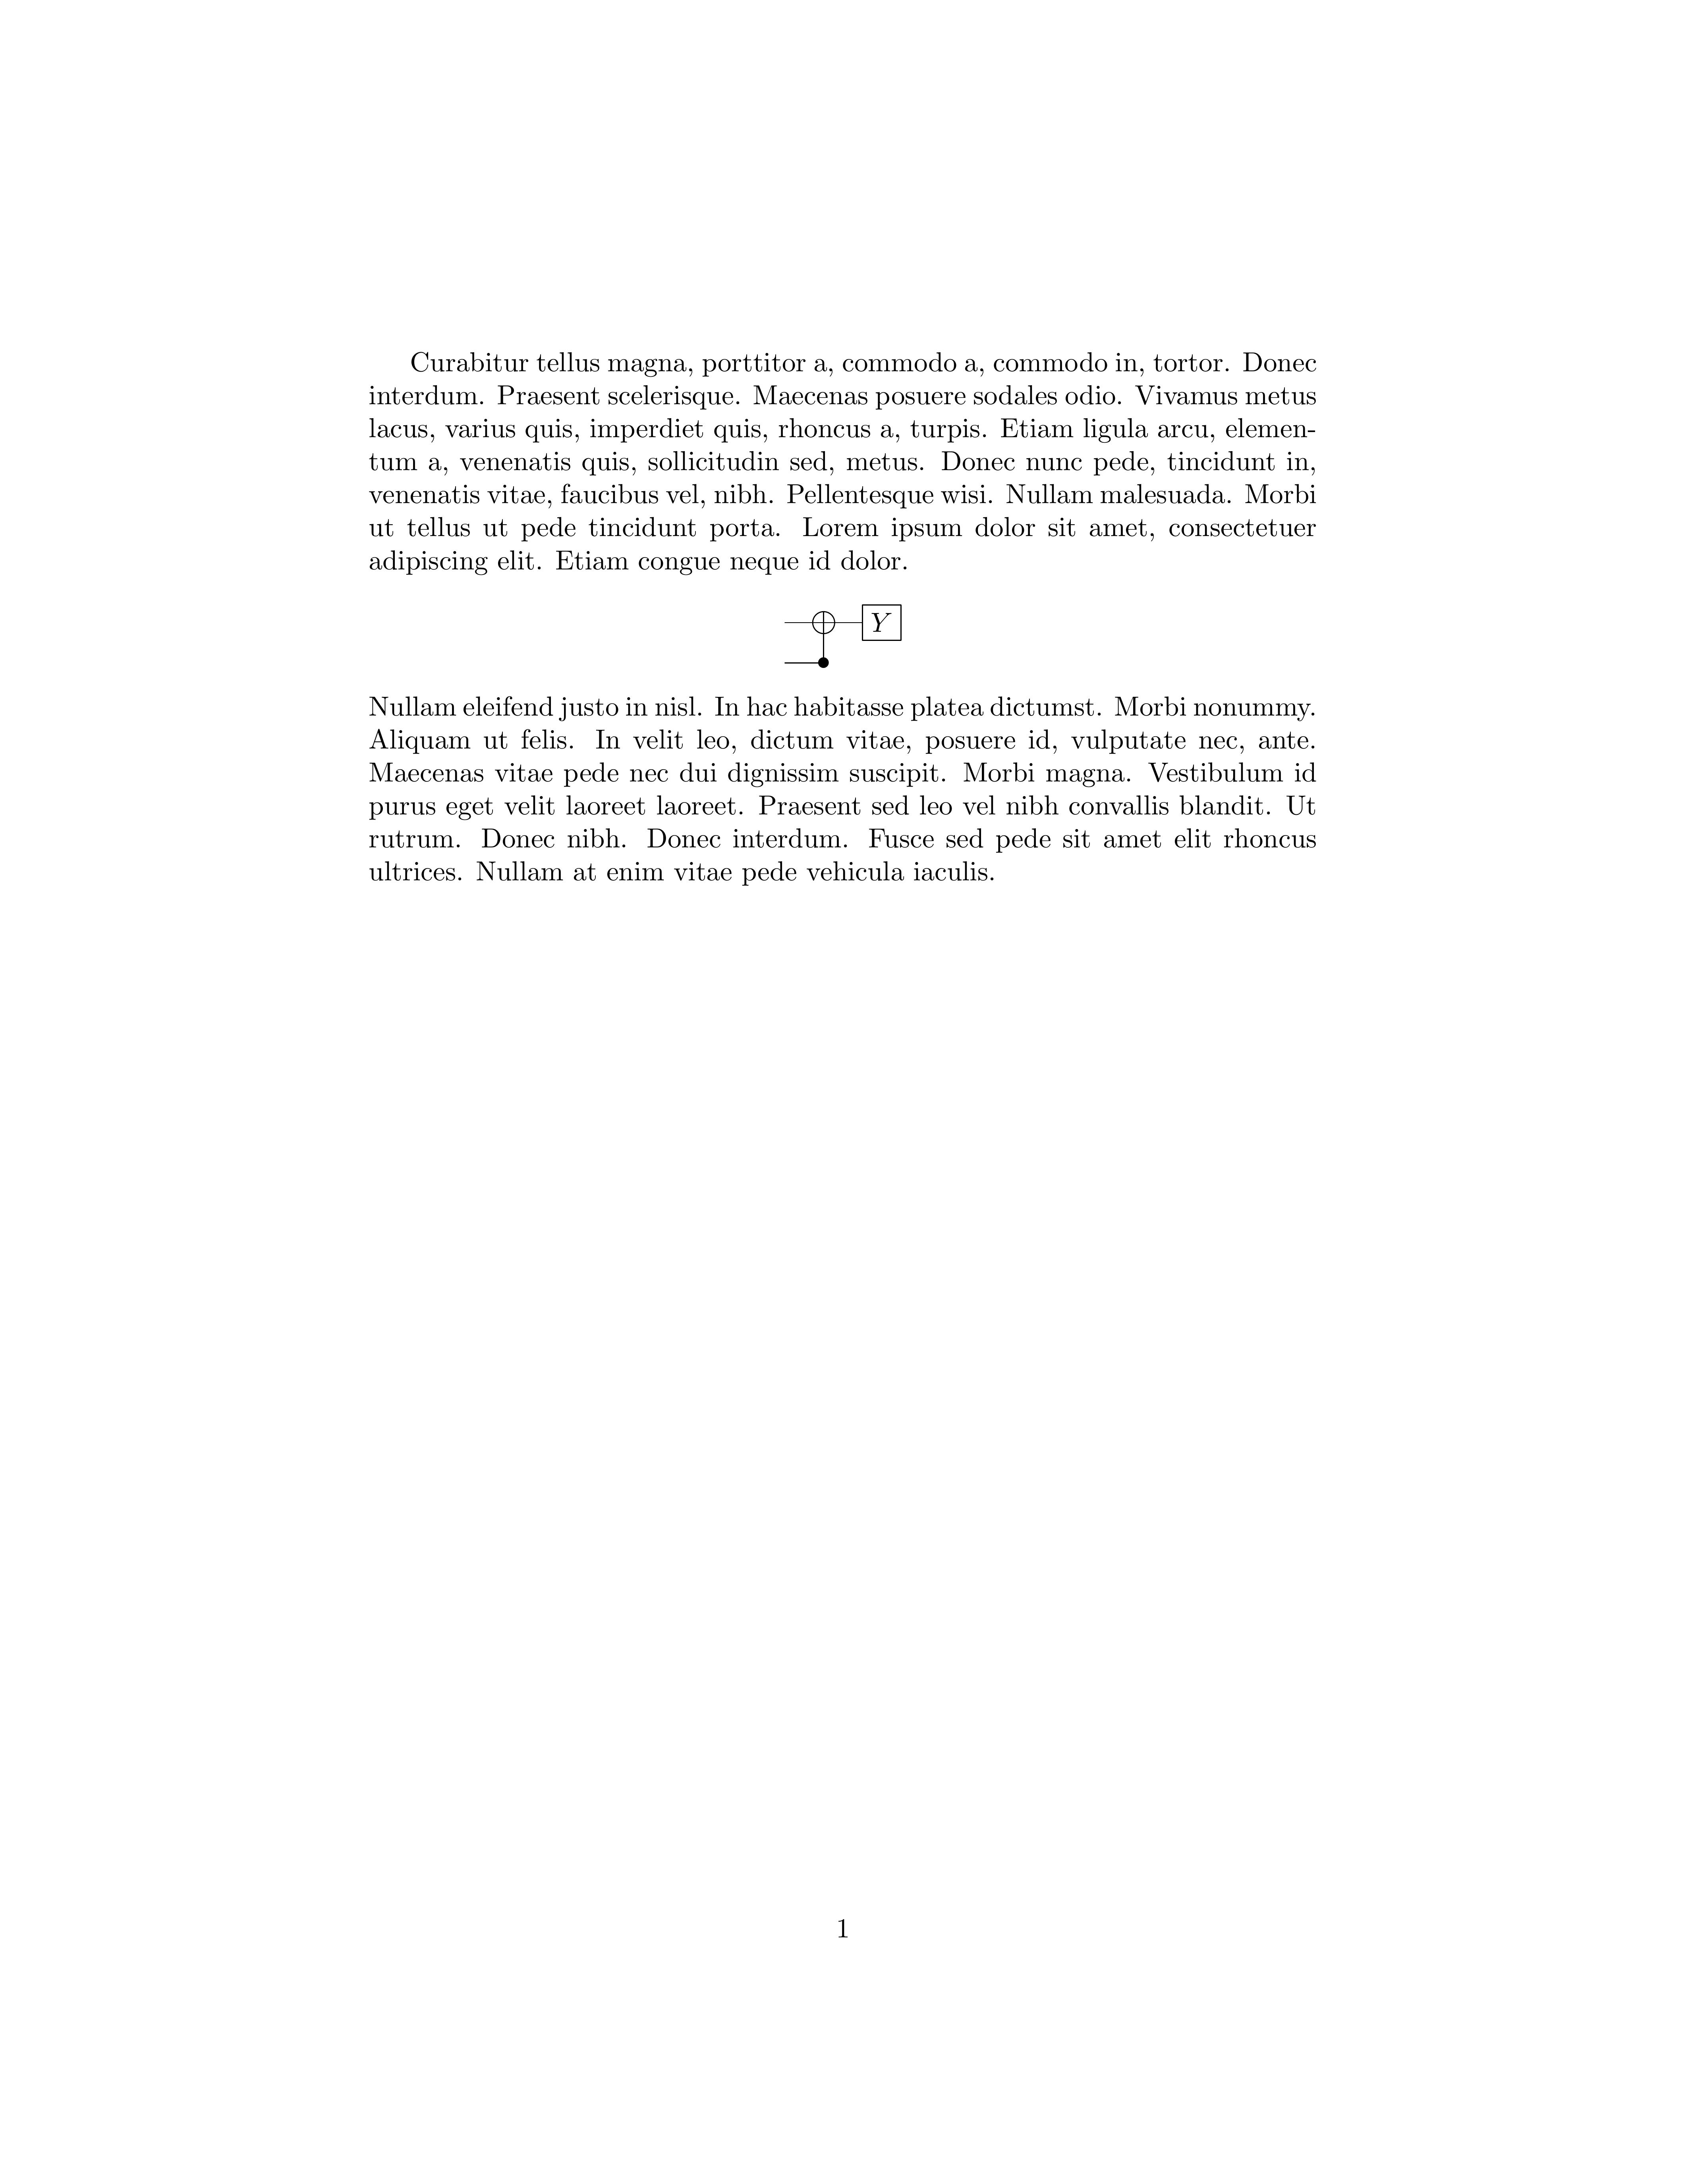 Curabitur tellus magna, porttitor a, commodo a, commodo in, tortor. Donec
interdum. Praesent scelerisque. Maecenas posuere sodales odio. Vivamus metus
lacus, varius quis, imperdiet quis, rhoncus a, turpis. Etiam ligula arcu, elemen-
tum a, venenatis quis, sollicitudin sed, metus. Donec nunc pede, tincidunt in,
venenatis vitae, faucibus vel, nibh. Pellentesque wisi. Nullam malesuada. Morbi
ut tellus ut pede tincidunt porta. Lorem ipsum dolor sit amet, consectetuer
adipiscing elit. Etiam congue neque id dolor.
Y
Nullam eleifend justo in nisl. In hac habitasse platea dictumst. Morbi nonummy.
Aliquam ut felis. In velit leo, dictum vitae, posuere id, vulputate nec, ante.
Maecenas vitae pede nec dui dignissim suscipit. Morbi magna. Vestibulum id
purus eget velit laoreet laoreet. Praesent sed leo vel nibh convallis blandit. Ut
rutrum. Donec nibh. Donec interdum. Fusce sed pede sit amet elit rhoncus
ultrices. Nullam at enim vitae pede vehicula iaculis.
1